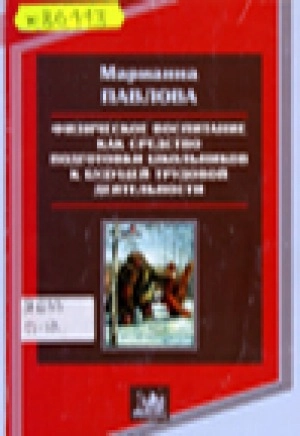 Марианна
ПАВЛОВА
ФИЗИЧЕСКОЕ ВОСПИТАНИЕ
КАК СРЕДСТВО
ПОДГОТОВКИ ШКОЛЬНИКОВ
К БУДУЩЕЙ ТРУДОВОЙ
ДЕЯТЕЛЬНОСТИ